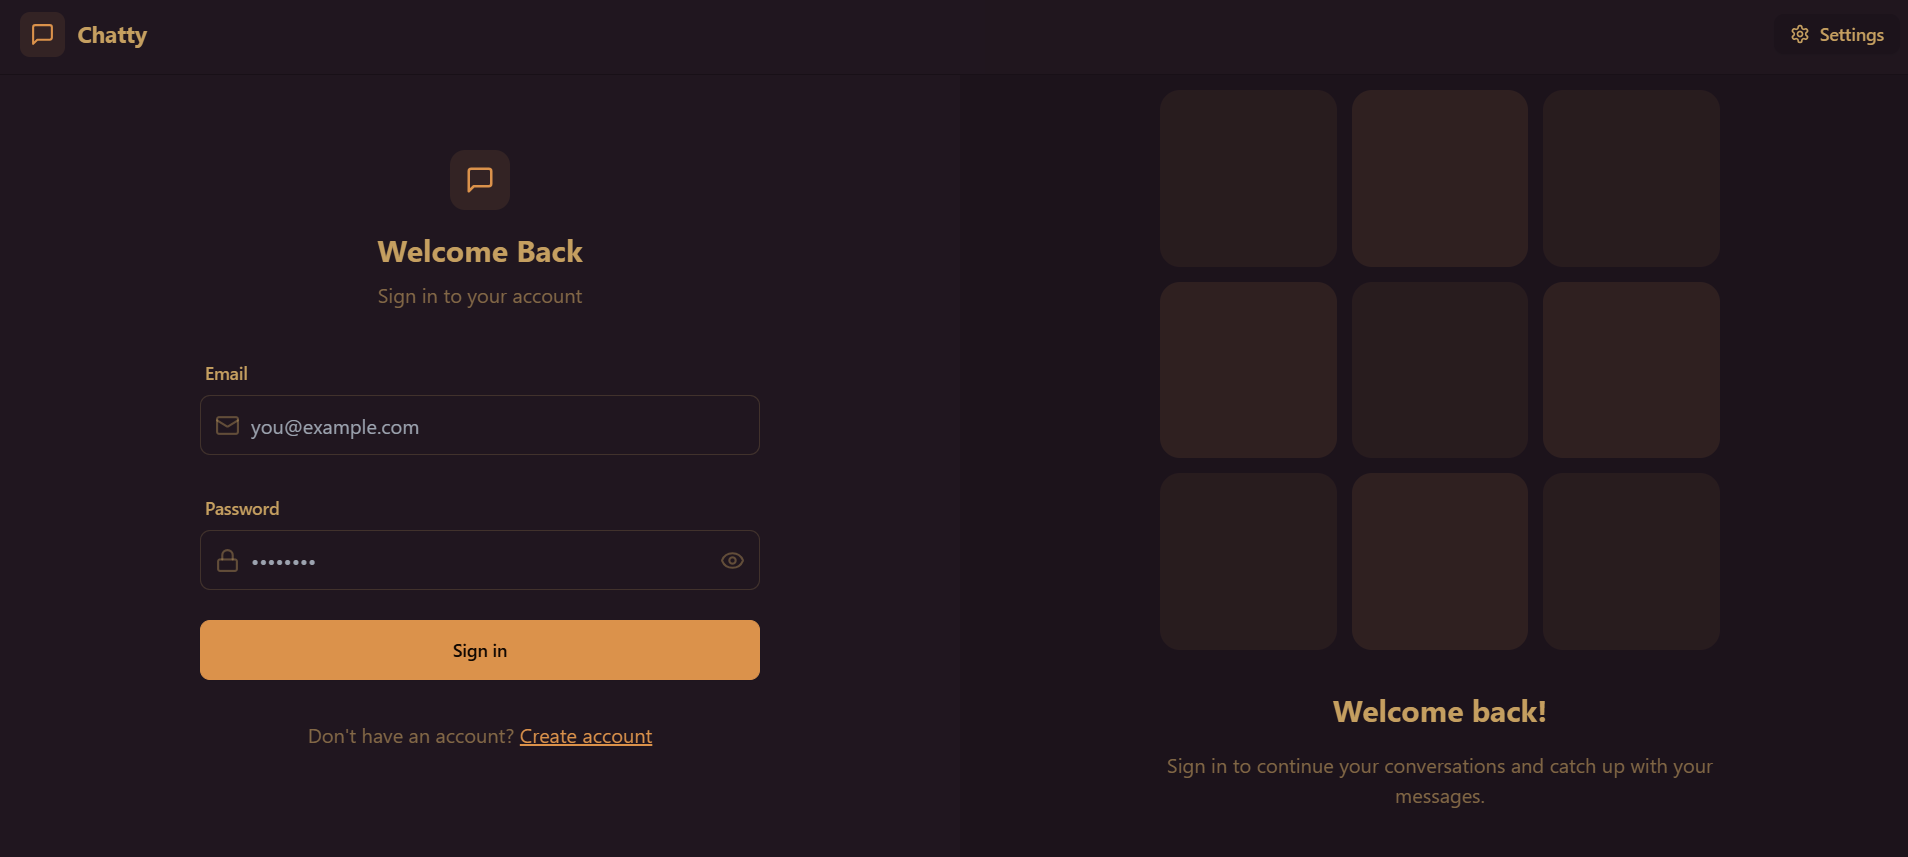 Chatty
Settings
Welcome Back
Sign in to your account
Email
you@example.com
Password
••••••••
Sign in
Don't have an account? Create account
Welcome back!
Sign in to continue your conversations and catch up with your
messages.